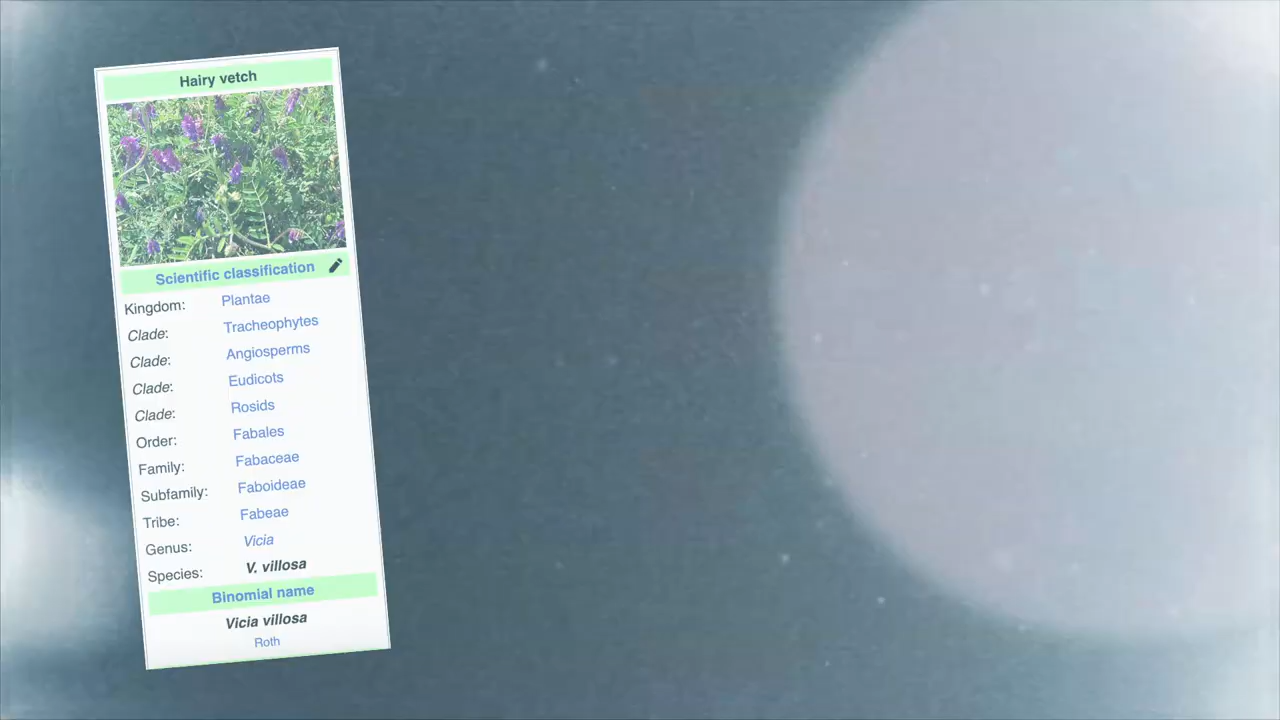 Hairy vetch
Scientific classification
Kingdom: Plantae
Clade: Tracheophytes
Clade: Angiosperms
Clade: Eudicots
Clade: Rosids
Order: Fabales
Family: Fabaceae
Subfamily: Faboideae
Tribe: Fabeae
Genus: Vicia
Species: V. villosa
Binomial name
Vicia villosa
Roth